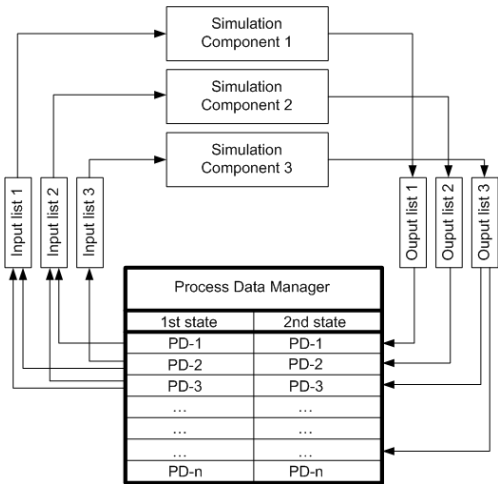 Simulation
Component 1
Simulation
Component 2
Simulation
Component 3
Input list 1
Input list 2
Input list 3
Ouput list 1
Ouput list 2
Ouput list 3
Process Data Manager
1st state 2nd state
PD-1 PD-1
PD-2 PD-2
PD-3 PD-3
... ...
... ...
... ...
PD-n PD-n